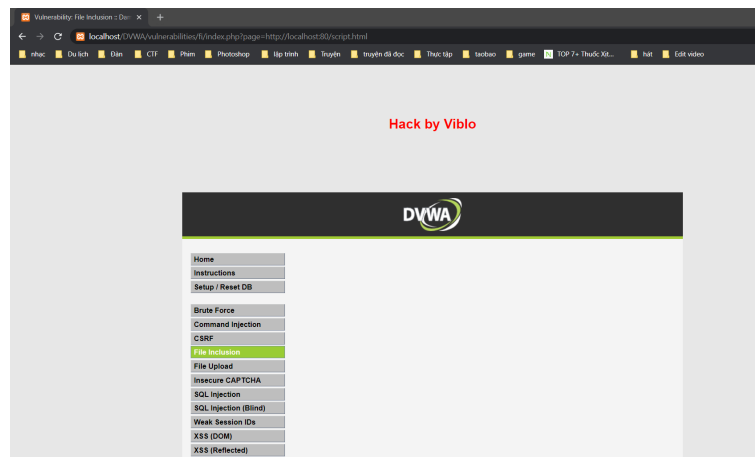 Vulnerability: File Inclusion :: Dam
localhost/DVWA/vulnerabilities/fi/index.php?page=http://localhost:80/script.html
nhạc Du lich Đàn CTF Phim Photoshop lập trình Truyện truyện đã đọc Thực tập taobao game TOP 7+ Thuốc Xịt... hát Edit video
Hack by Viblo
DVWA
Home
Instructions
Setup / Reset DB
Brute Force
Command Injection
CSRF
File Inclusion
File Upload
Insecure CAPTCHA
SQL Injection
SQL Injection (Blind)
Weak Session IDs
XSS (DOM)
XSS (Reflected)